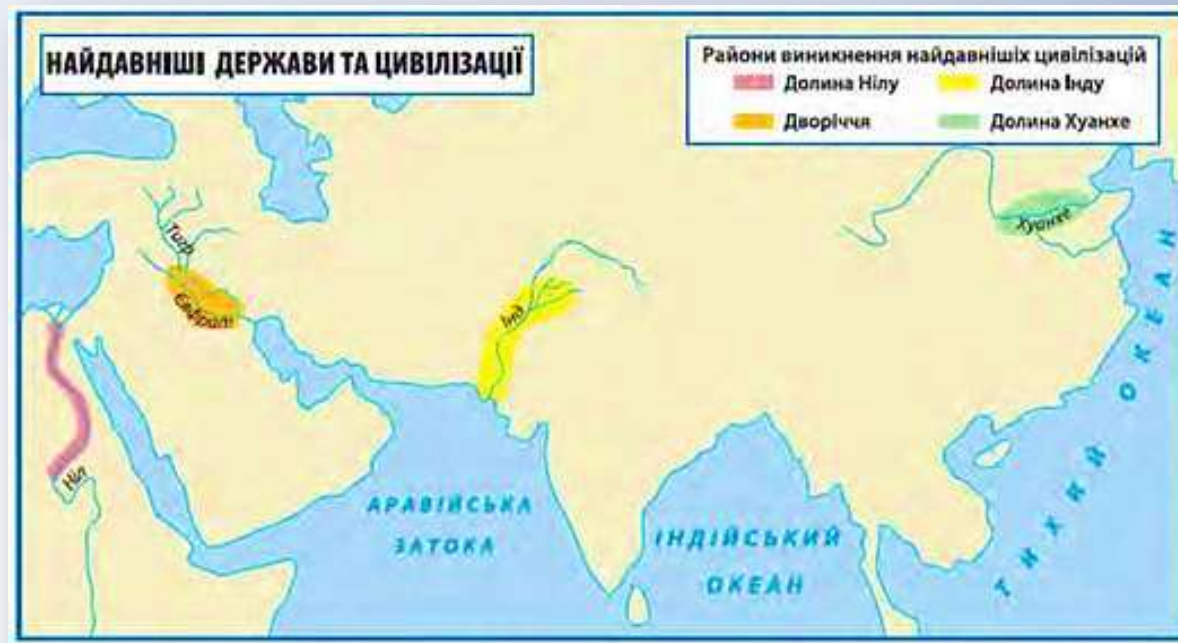 НАЙДАВНІШІ ДЕРЖАВИ ТА ЦИВІЛІЗАЦІЇ
Райони виникнення найдавніших цивілізацій
Долина Нілу
Долина Інду
Дворіччя
Долина Хуанхе
Тигр
Євфрат
Ніл
Інд
Хуанхе
АРАВІЙСЬКА
ЗАТОКА
ІНДІЙСЬКИЙ
ОКЕАН
ТИХИЙ ОКЕАН